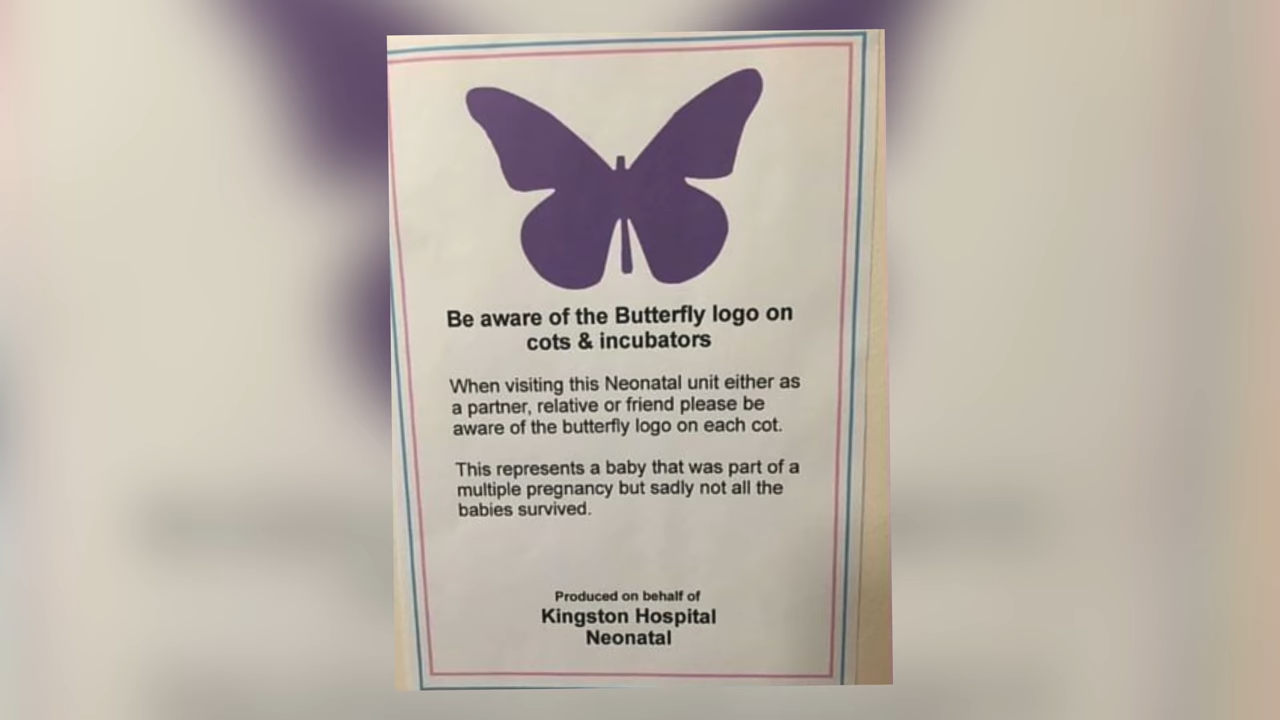 Be aware of the Butterfly logo on
cots & incubators
When visiting this Neonatal unit either as
a partner, relative or friend please be
aware of the butterfly logo on each cot.
This represents a baby that was part of a
multiple pregnancy but sadly not all the
babies survived.
Produced on behalf of
Kingston Hospital
Neonatal